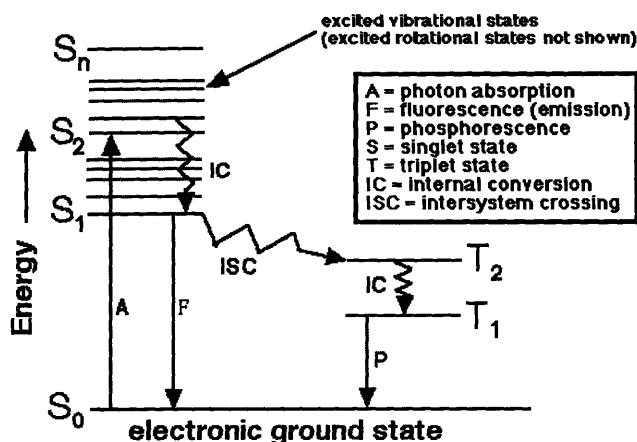 excited vibrational states
(excited rotational states not shown)
Sn
A = photon absorption
F = fluorescence (emission)
P = phosphorescence
S = singlet state
T = triplet state
IC = internal conversion
ISC = intersystem crossing
S2
IC
S1
ISC
T2
IC
T1
Energy
A
F
P
S0
electronic ground state